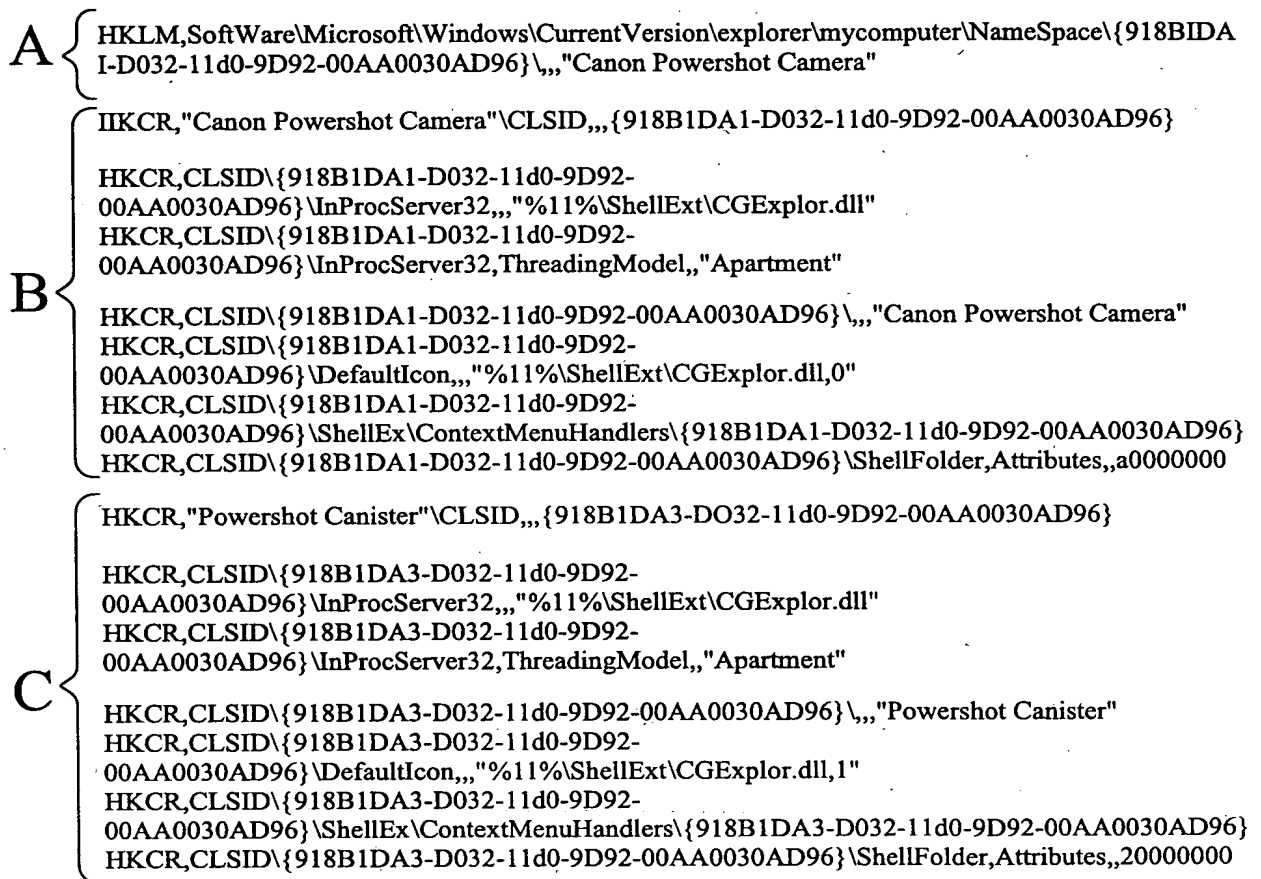 A
HKLM,SoftWare\Microsoft\Windows\CurrentVersion\explorer\mycomputer\NameSpace\{918BIDA
I-D032-11d0-9D92-00AA0030AD96}\,,,"Canon Powershot Camera"
B
IIKCR,"Canon Powershot Camera"\CLSID,,,{918B1DA1-D032-11d0-9D92-00AA0030AD96}
HKCR,CLSID\{918B1DA1-D032-11d0-9D92-
00AA0030AD96}\InProcServer32,,,"%11%\ShellExt\CGExplor.dll"
HKCR,CLSID\{918B1DA1-D032-11d0-9D92-
00AA0030AD96}\InProcServer32,ThreadingModel,,"Apartment"
HKCR,CLSID\{918B1DA1-D032-11d0-9D92-00AA0030AD96}\,,,"Canon Powershot Camera"
HKCR,CLSID\{918B1DA1-D032-11d0-9D92-
00AA0030AD96}\DefaultIcon,,,"%11%\ShellExt\CGExplor.dll,0"
HKCR,CLSID\{918B1DA1-D032-11d0-9D92-
00AA0030AD96}\ShellEx\ContextMenuHandlers\{918B1DA1-D032-11d0-9D92-00AA0030AD96}
HKCR,CLSID\{918B1DA1-D032-11d0-9D92-00AA0030AD96}\ShellFolder,Attributes,,a0000000
C
HKCR,"Powershot Canister"\CLSID,,,{918B1DA3-DO32-11d0-9D92-00AA0030AD96}
HKCR,CLSID\{918B1DA3-D032-11d0-9D92-
00AA0030AD96}\InProcServer32,,,"%11%\ShellExt\CGExplor.dll"
HKCR,CLSID\{918B1DA3-D032-11d0-9D92-
00AA0030AD96}\InProcServer32,ThreadingModel,,"Apartment"
HKCR,CLSID\{918B1DA3-D032-11d0-9D92-00AA0030AD96}\,,,"Powershot Canister"
HKCR,CLSID\{918B1DA3-D032-11d0-9D92-
00AA0030AD96}\DefaultIcon,,,"%11%\ShellExt\CGExplor.dll,1"
HKCR,CLSID\{918B1DA3-D032-11d0-9D92-
00AA0030AD96}\ShellEx\ContextMenuHandlers\{918B1DA3-D032-11d0-9D92-00AA0030AD96}
HKCR,CLSID\{918B1DA3-D032-11d0-9D92-00AA0030AD96}\ShellFolder,Attributes,,20000000